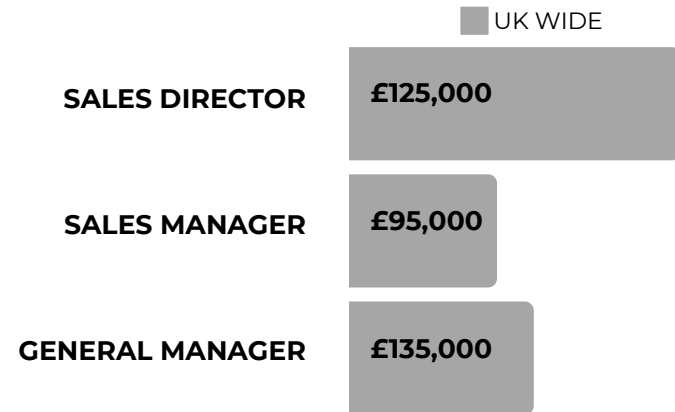 UK WIDE
SALES DIRECTOR £125,000
SALES MANAGER £95,000
GENERAL MANAGER £135,000